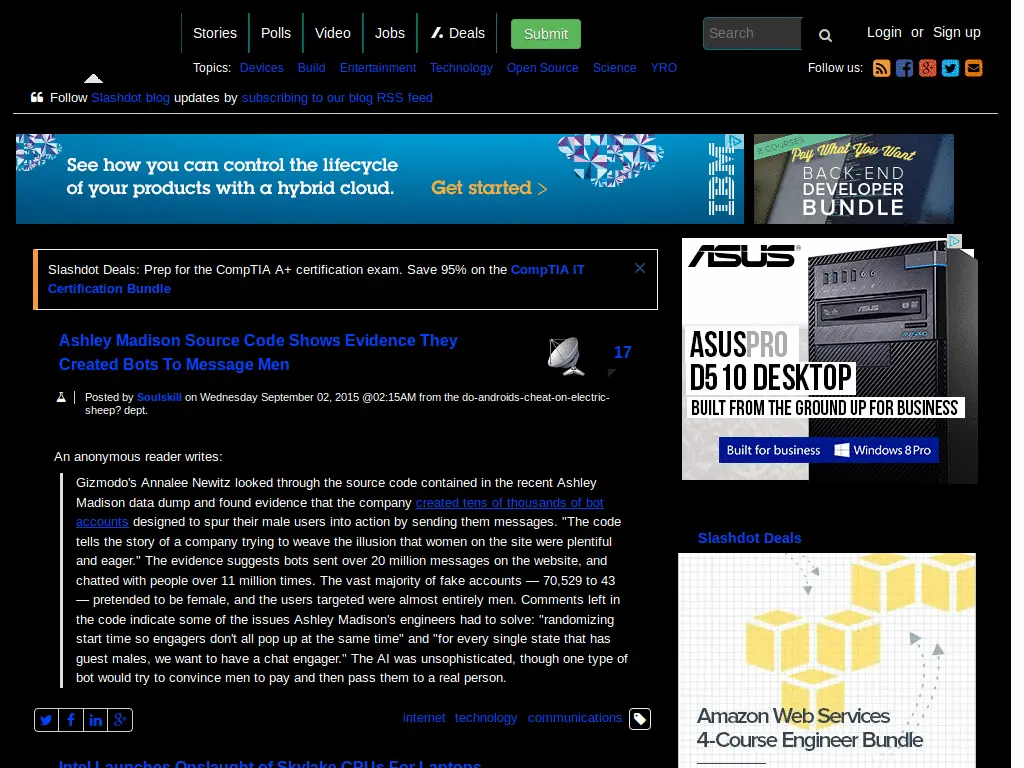 Stories
Polls
Video
Jobs
Deals
Submit
Search
Login or Sign up
Topics: Devices Build Entertainment Technology Open Source Science YRO
Follow us:
Follow Slashdot blog updates by subscribing to our blog RSS feed
See how you can control the lifecycle
of your products with a hybrid cloud. Get started >
IBM
8 COURSES
Pay What You Want
BACK-END
DEVELOPER
BUNDLE
Slashdot Deals: Prep for the CompTIA A+ certification exam. Save 95% on the CompTIA IT
Certification Bundle
ASUS
ASUSPRO
D510 DESKTOP
BUILT FROM THE GROUND UP FOR BUSINESS
Built for business Windows 8 Pro
Ashley Madison Source Code Shows Evidence They
Created Bots To Message Men
17
Posted by Soulskill on Wednesday September 02, 2015 @02:15AM from the do-androids-cheat-on-electric-
sheep? dept.
An anonymous reader writes:
Gizmodo's Annalee Newitz looked through the source code contained in the recent Ashley
Madison data dump and found evidence that the company created tens of thousands of bot
accounts designed to spur their male users into action by sending them messages. "The code
tells the story of a company trying to weave the illusion that women on the site were plentiful
and eager." The evidence suggests bots sent over 20 million messages on the website, and
chatted with people over 11 million times. The vast majority of fake accounts — 70,529 to 43
— pretended to be female, and the users targeted were almost entirely men. Comments left in
the code indicate some of the issues Ashley Madison's engineers had to solve: "randomizing
start time so engagers don't all pop up at the same time" and "for every single state that has
guest males, we want to have a chat engager." The AI was unsophisticated, though one type of
bot would try to convince men to pay and then pass them to a real person.
internet technology communications
Slashdot Deals
Amazon Web Services
4-Course Engineer Bundle
Intel Launches Onslaught of Skylake CPUs For Laptops,